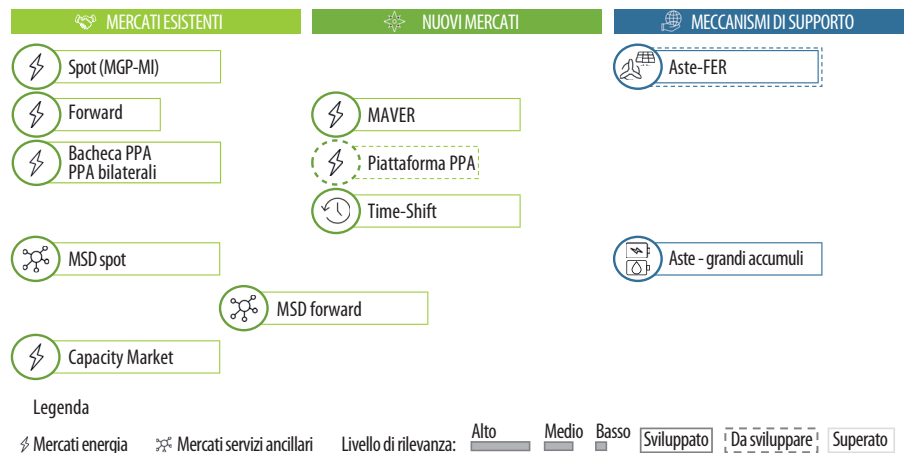 MERCATI ESISTENTI
NUOVI MERCATI
MECCANISMI DI SUPPORTO
Spot (MGP-MI)
Aste-FER
Forward
MAVER
Bacheca PPA
PPA bilaterali
Piattaforma PPA
Time-Shift
MSD spot
Aste - grandi accumuli
MSD forward
Capacity Market
Legenda
Mercati energia
Mercati servizi ancillari
Livello di rilevanza:
Alto
Medio
Basso
Sviluppato
Da sviluppare
Superato